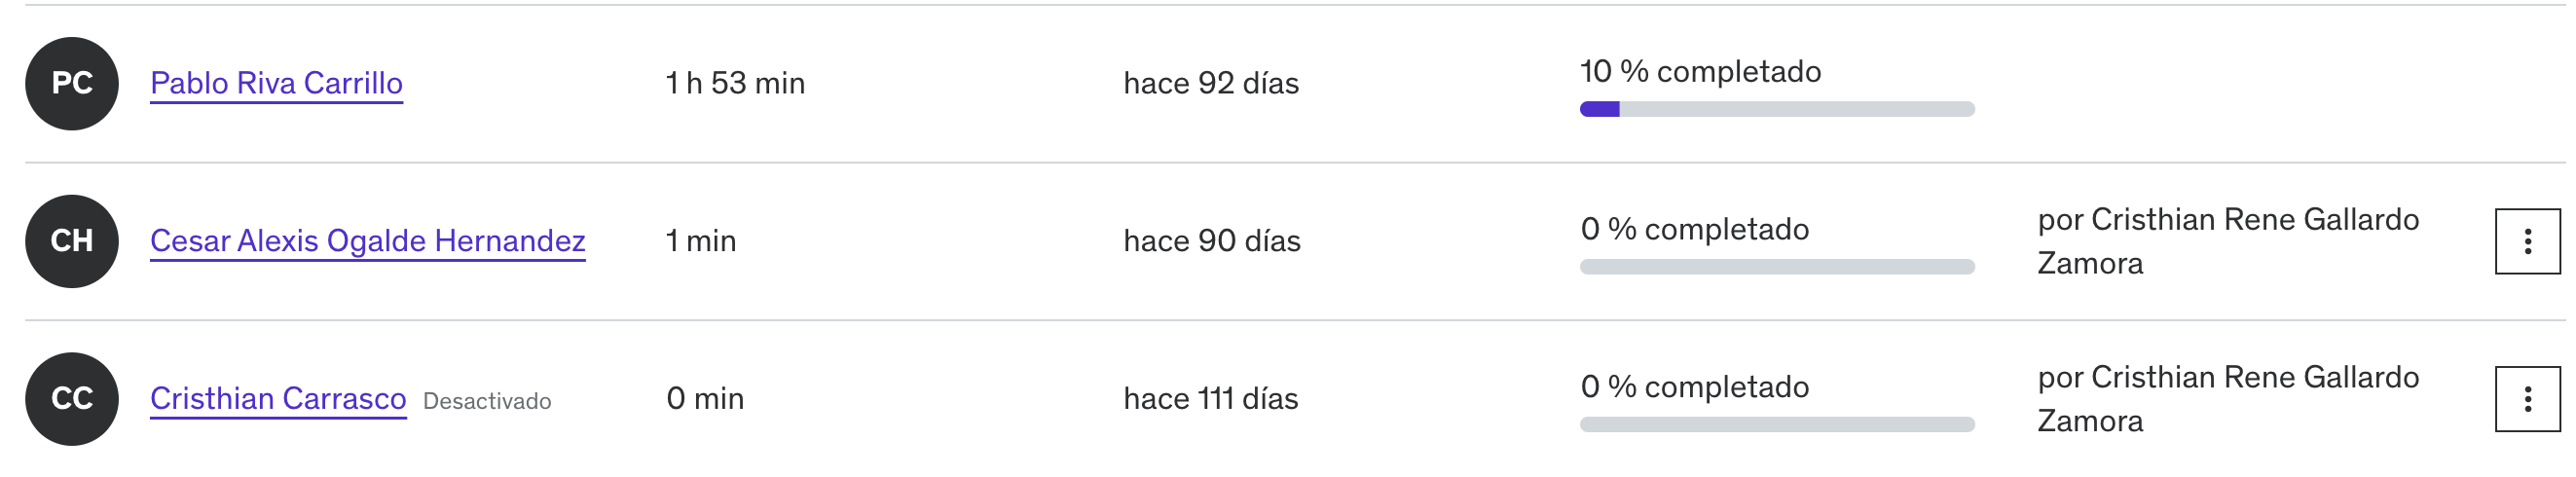 PC Pablo Riva Carrillo 1 h 53 min hace 92 días 10 % completado
CH Cesar Alexis Ogalde Hernandez 1 min hace 90 días 0 % completado por Cristhian Rene Gallardo
Zamora
CC Cristhian Carrasco Desactivado 0 min hace 111 días 0 % completado por Cristhian Rene Gallardo
Zamora